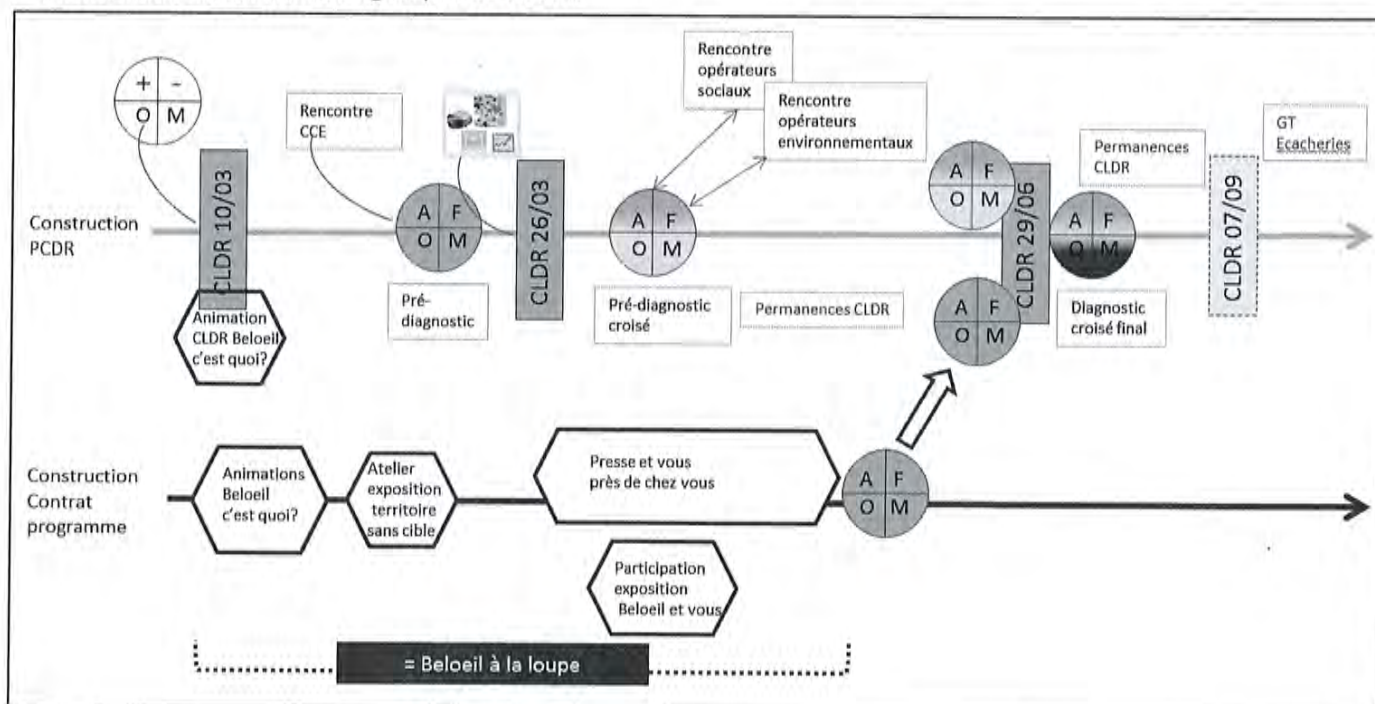 + -
O M
CLDR 10/03
Animation
CLDR Beloeil
c'est quoi?
Rencontre
CCE
A F
O M
Pré-
diagnostic
CLDR 26/03
Rencontre
opérateurs
sociaux
Rencontre
opérateurs
environnementaux
A F
O M
Pré-diagnostic
croisé
Permanences CLDR
A F
O M
CLDR 29/06
A F
O M
A F
O M
Diagnostic
croisé final
Permanences
CLDR
CLDR 07/09
GT
Ecacheries
Construction
PCDR
Construction
Contrat
programme
Animations
Beloeil
c'est quoi?
Atelier
exposition
territoire
sans cible
Presse et vous
près de chez vous
Participation
exposition
Beloeil et vous
A F
O M
= Beloeil à la loupe